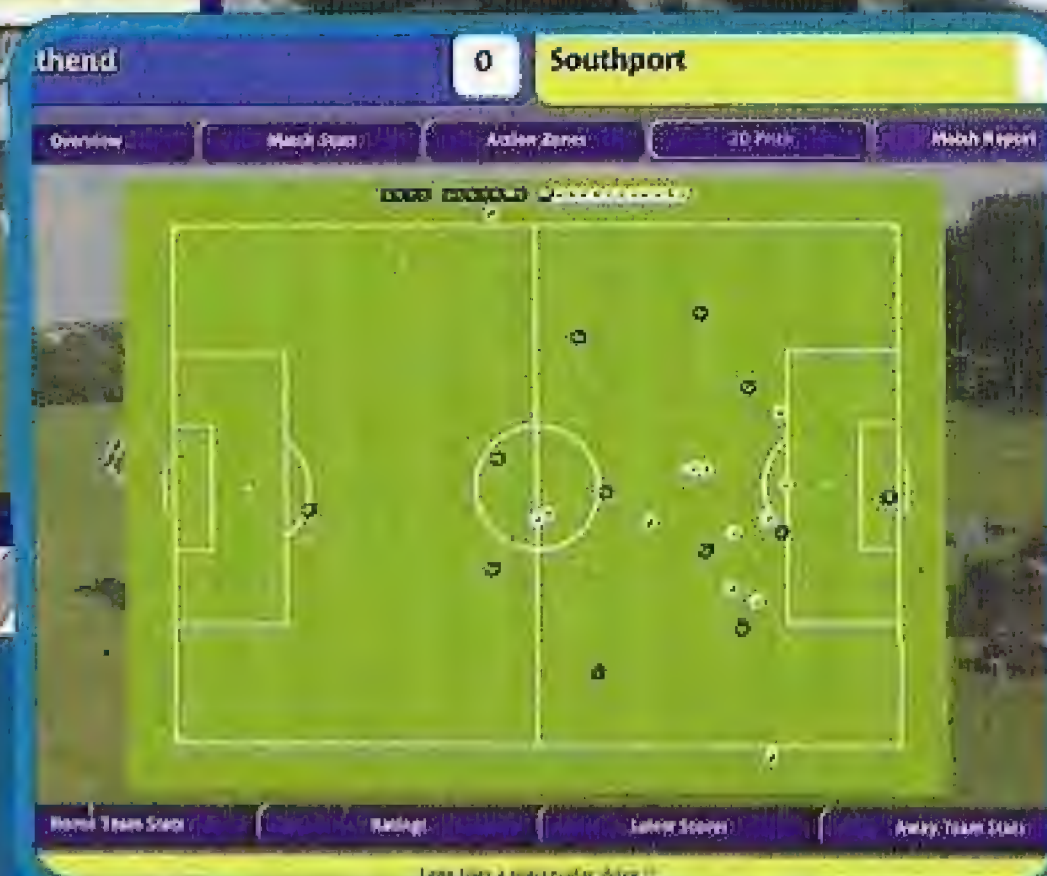 thend 0 Southport
Overview Match Stats Action Zones 2D Pitch Match Report
Home Team Stats Ratings Latest Scores Away Team Stats